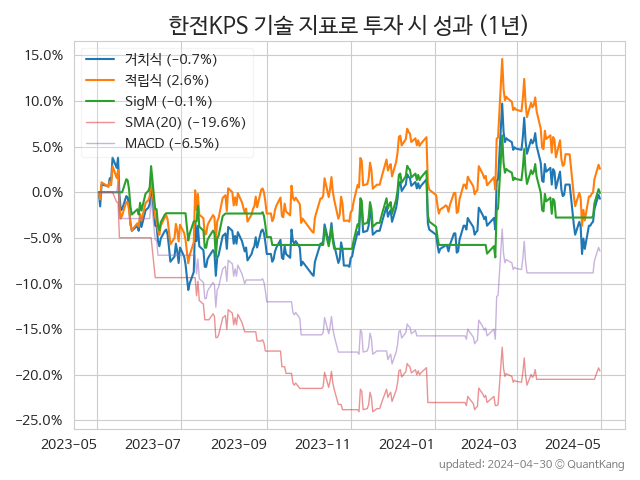 한전KPS 기술 지표로 투자 시 성과 (1년)
15.0%
10.0%
5.0%
0.0%
−5.0%
−10.0%
−15.0%
−20.0%
−25.0%
거치식 (−0.7%)
적립식 (2.6%)
SigM (−0.1%)
SMA(20) (−19.6%)
MACD (−6.5%)
2023-05 2023-07 2023-09 2023-11 2024-01 2024-03 2024-05
updated: 2024-04-30 ⓒ QuantKang